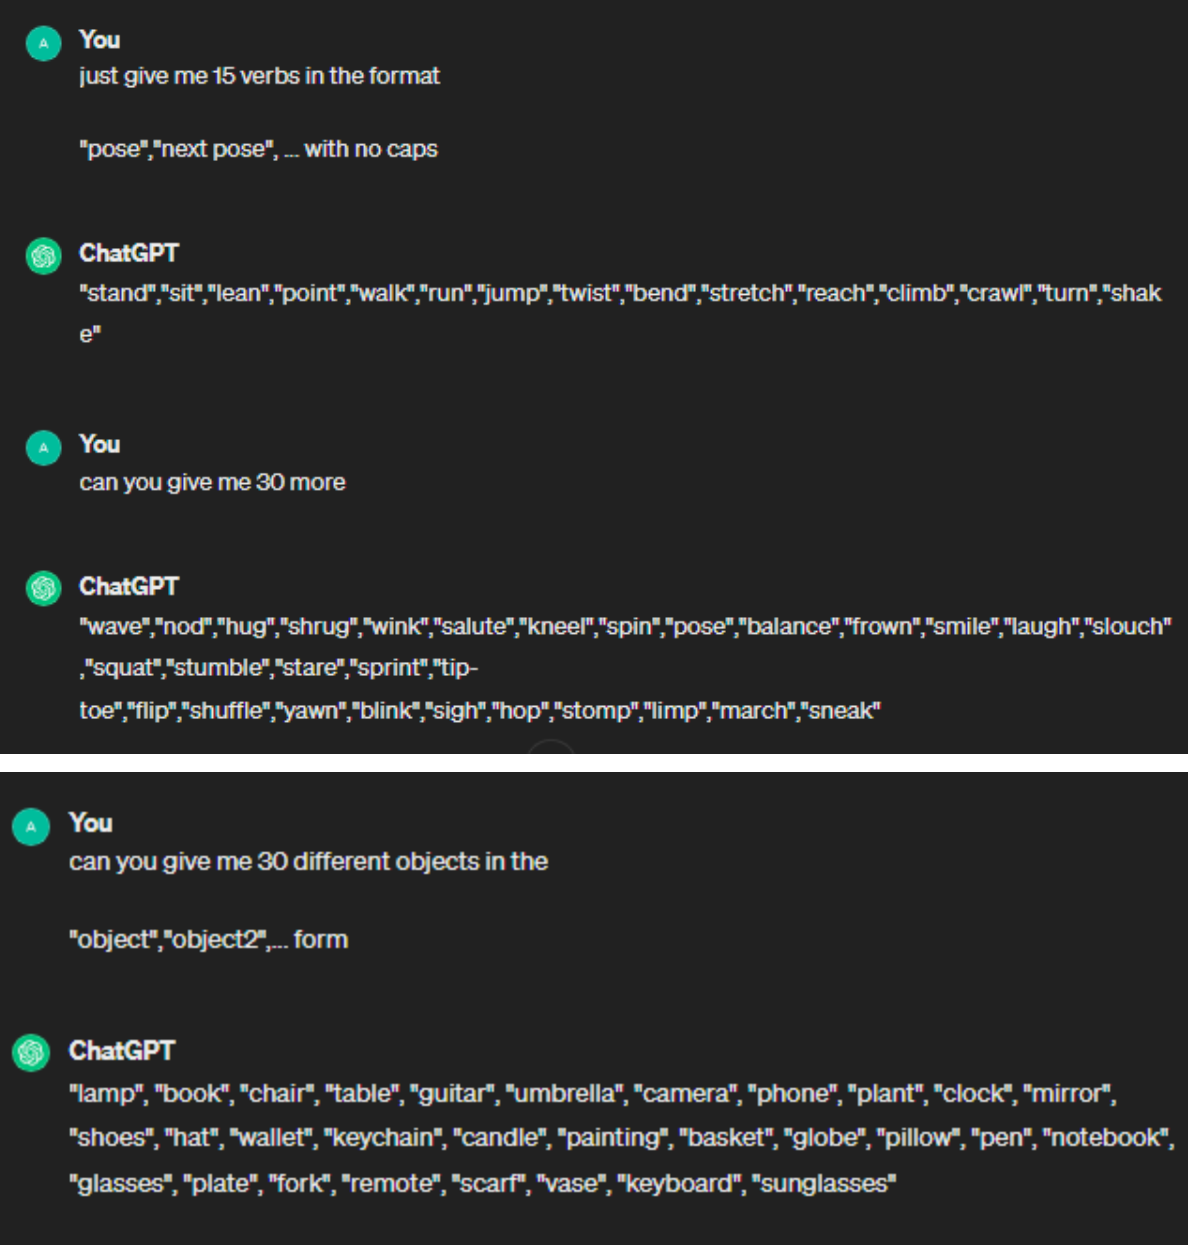 A
You
just give me 15 verbs in the format
"pose","next pose", ... with no caps
ChatGPT
"stand","sit","lean","point","walk","run","jump","twist","bend","stretch","reach","climb","crawl","turn","shak
e"
A
You
can you give me 30 more
ChatGPT
"wave","nod","hug","shrug","wink","salute","kneel","spin","pose","balance","frown","smile","laugh","slouch"
,"squat","stumble","stare","sprint","tip-
toe","flip","shuffle","yawn","blink","sigh","hop","stomp","limp","march","sneak"
A
You
can you give me 30 different objects in the
"object","object2",... form
ChatGPT
"lamp", "book", "chair", "table", "guitar", "umbrella", "camera", "phone", "plant", "clock", "mirror",
"shoes", "hat", "wallet", "keychain", "candle", "painting", "basket", "globe", "pillow", "pen", "notebook",
"glasses", "plate", "fork", "remote", "scarf", "vase", "keyboard", "sunglasses"